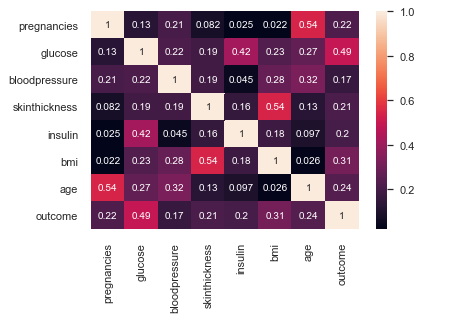 pregnancies 1 0.13 0.21 0.082 0.025 0.022 0.54 0.22
glucose 0.13 1 0.22 0.19 0.42 0.23 0.27 0.49
bloodpressure 0.21 0.22 1 0.19 0.045 0.28 0.32 0.17
skinthickness 0.082 0.19 0.19 1 0.16 0.54 0.13 0.21
insulin 0.025 0.42 0.045 0.16 1 0.18 0.097 0.2
bmi 0.022 0.23 0.28 0.54 0.18 1 0.026 0.31
age 0.54 0.27 0.32 0.13 0.097 0.026 1 0.24
outcome 0.22 0.49 0.17 0.21 0.2 0.31 0.24 1
pregnancies
glucose
bloodpressure
skinthickness
insulin
bmi
age
outcome
1.0
0.8
0.6
0.4
0.2